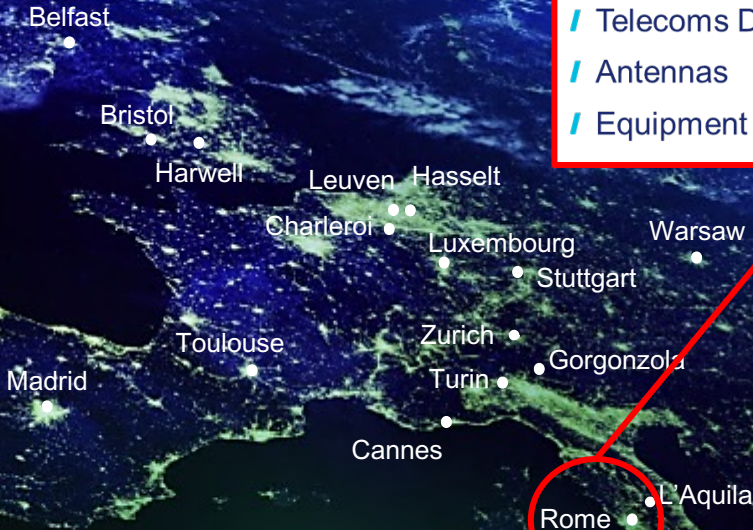 Telecoms
Antennas
Equipment
Belfast
Bristol
Harwell
Leuven
Hasselt
Charleroi
Luxembourg
Warsaw
Stuttgart
Toulouse
Zurich
Gorgonzola
Madrid
Turin
Cannes
L'Aquila
Rome